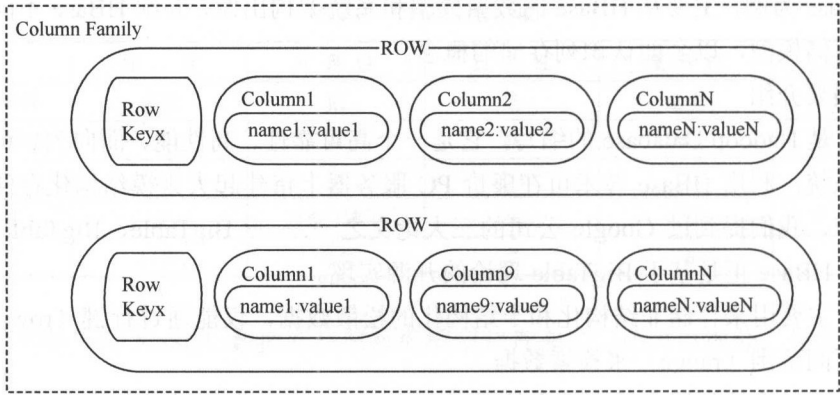 Column Family
ROW
Row
Keyx
Column1
name1:value1
Column2
name2:value2
ColumnN
nameN:valueN
ROW
Row
Keyx
Column1
name1:value1
Column9
name9:value9
ColumnN
nameN:valueN